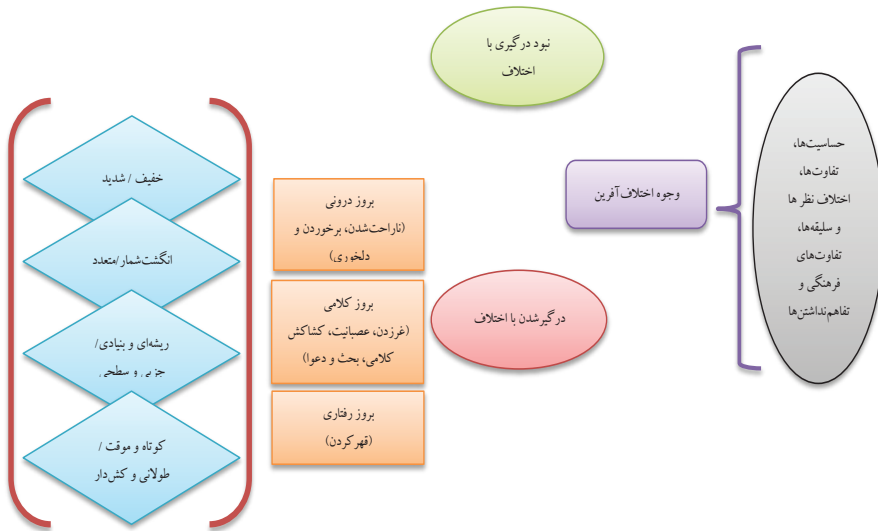 حساسیت‌ها،
تفاوت‌ها،
اختلاف نظر ها
و سلیقه‌ها،
تفاوت‌های
فرهنگی و
تفاهم‌نداشتن‌ها
وجوه اختلاف‌آفرین
نبود درگیری با
اختلاف
درگیرشدن با اختلاف
بروز درونی
(ناراحت‌شدن، برخوردن و
دلخوری)
بروز کلامی
(غرزدن، عصبانیت، کشاکش
کلامی، بحث و دعوا)
بروز رفتاری
(قهرکردن)
خفیف / شدید
انگشت‌شمار/متعدد
ریشه‌ای و بنیادی/
جزیی و سطحی
کوتاه و موقت /
طولانی و کش‌دار